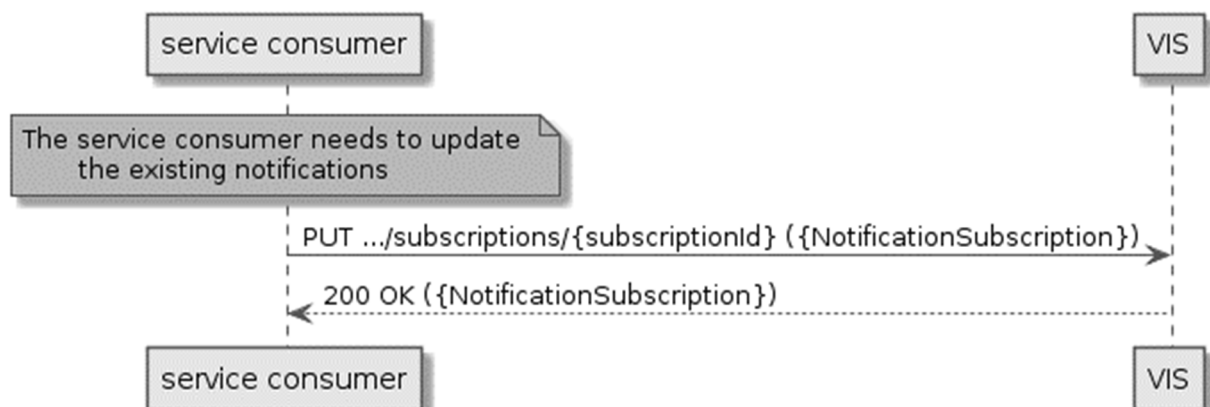 service consumer
VIS
The service consumer needs to update
the existing notifications
PUT .../subscriptions/{subscriptionId} ({NotificationSubscription})
200 OK ({NotificationSubscription})
service consumer
VIS